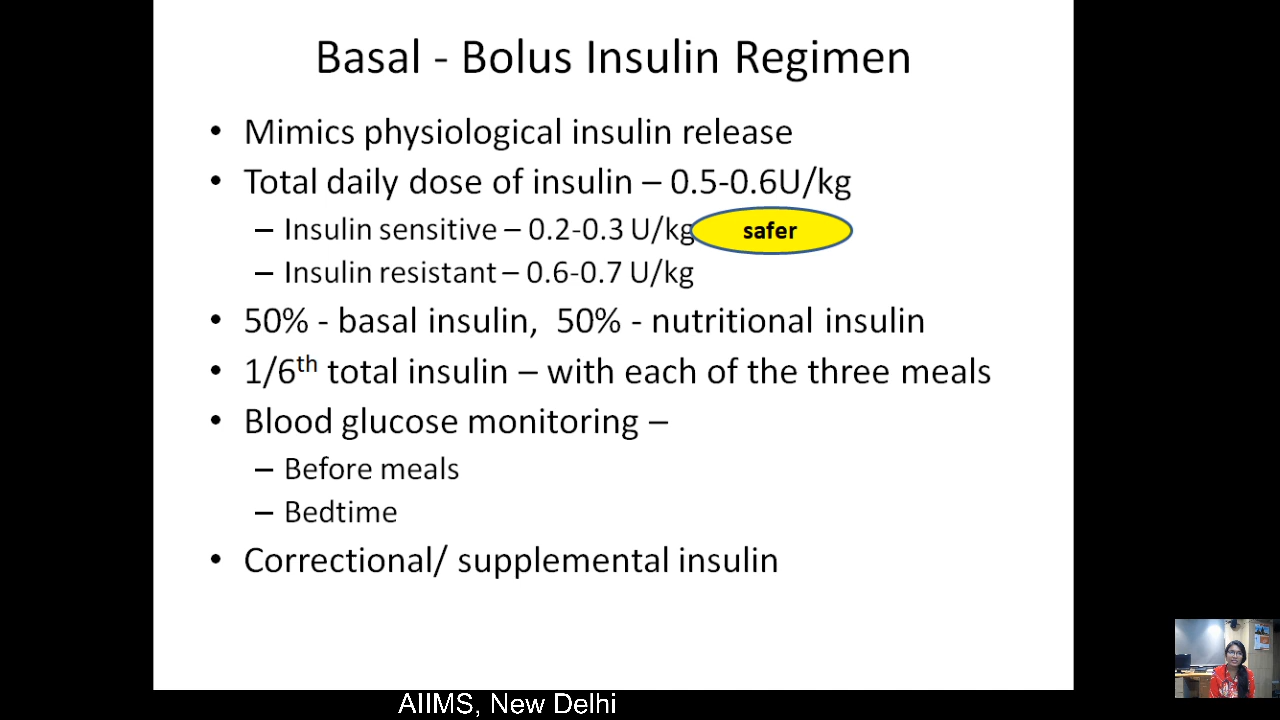 Basal - Bolus Insulin Regimen
• Mimics physiological insulin release
• Total daily dose of insulin – 0.5-0.6U/kg
– Insulin sensitive – 0.2-0.3 U/kg safer
– Insulin resistant – 0.6-0.7 U/kg
• 50% - basal insulin, 50% - nutritional insulin
• 1/6th total insulin – with each of the three meals
• Blood glucose monitoring –
– Before meals
– Bedtime
• Correctional/ supplemental insulin
AIIMS, New Delhi